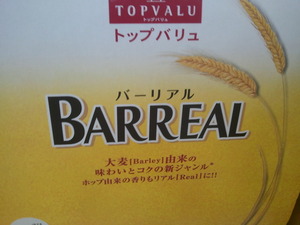 TOPVALU
トップバリュ
トップバリュ
バーリアル
BARREAL
大麦[Barley]由来の
味わいとコクの新ジャンル
ホップ由来の香りもリアル[Real]に!!